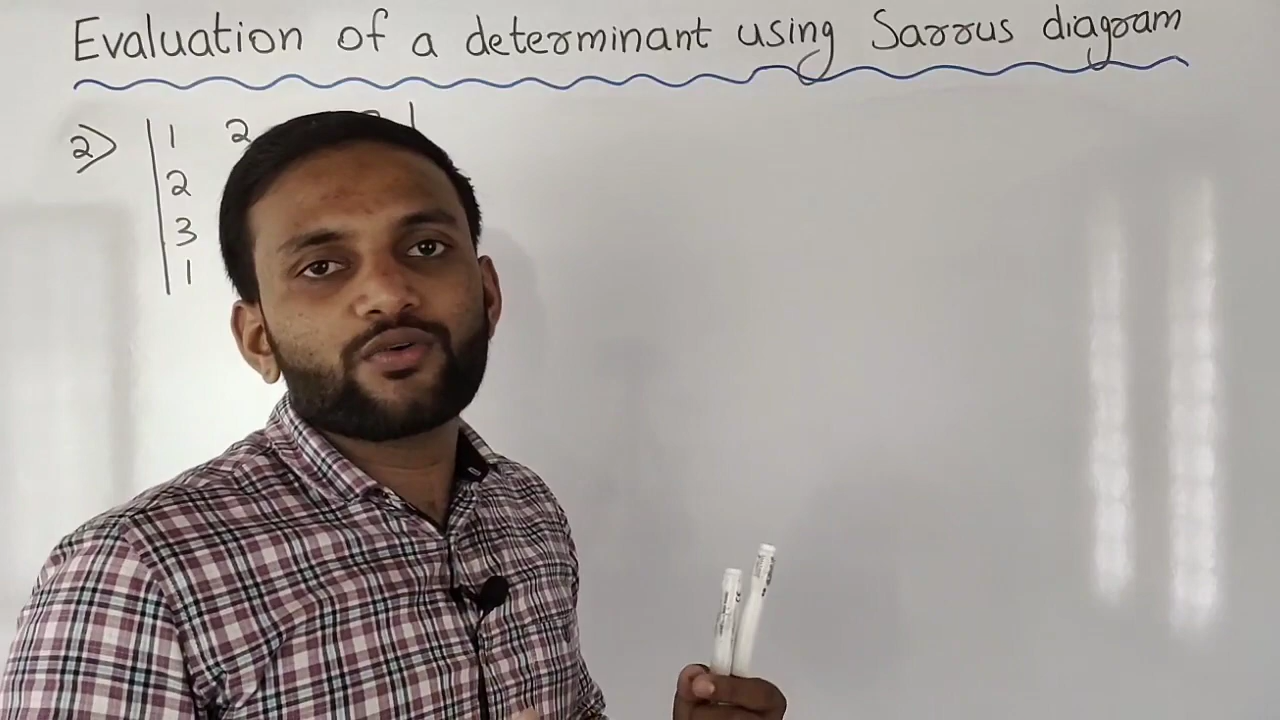 Evaluation of a determinant using Sarrus diagram
2) 1 2
2
3
1